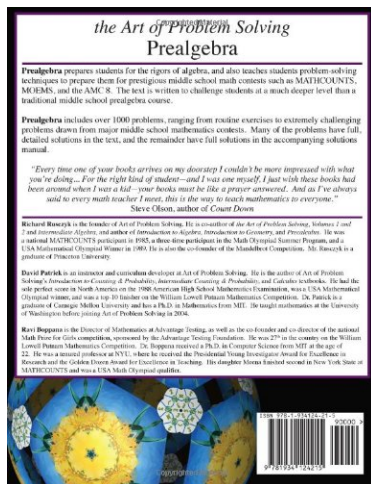 the Art of Problem Solving
Prealgebra
Prealgebra prepares students for the rigors of algebra, and also teaches students problem-solving
techniques to prepare them for prestigious middle school math contests such as MATHCOUNTS,
MOEMS, and the AMC 8. The text is written to challenge students at a much deeper level than a
traditional middle school prealgebra course.
Prealgebra includes over 1000 problems, ranging from routine exercises to extremely challenging
problems drawn from major middle school mathematics contests. Many of the problems have full,
detailed solutions in the text, and the remainder have full solutions in the accompanying solutions
manual.
"Every time one of your books arrives on my doorstep I couldn't be more impressed with what
you're doing... For the right kind of student—and I was one myself, I just wish these books had
been around when I was a kid—your books must be like a prayer answered. And as I've always
said to every math teacher I meet, this is the way to teach mathematics to everyone."
Steve Olson, author of Count Down
Richard Rusczyk is the founder of Art of Problem Solving. He is co-author of the Art of Problem Solving, Volumes 1 and
2 and Intermediate Algebra, and author of Introduction to Algebra, Introduction to Geometry, and Precalculus. He was
a national MATHCOUNTS participant in 1985, a three-time participant in the Math Olympiad Summer Program, and a
USA Mathematical Olympiad Winner in 1989. He is also the co-founder of the Mandelbrot Competition. Mr. Rusczyk is a
graduate of Princeton University.
David Patrick is an instructor and curriculum developer at Art of Problem Solving. He is the author of Art of Problem
Solving's Introduction to Counting & Probability, Intermediate Counting & Probability, and Calculus textbooks. He had the
sole perfect score in North America on the 1988 American High School Mathematics Examination, was a USA Mathematical
Olympiad winner, and was a top-10 finisher on the William Lowell Putnam Mathematics Competition. Dr. Patrick is a
graduate of Carnegie Mellon University and has a Ph.D. in Mathematics from MIT. He taught mathematics at the University
of Washington before joining Art of Problem Solving in 2004.
Ravi Boppana is the Director of Mathematics at Advantage Testing, as well as the co-founder and co-director of the national
Math Prize for Girls competition, sponsored by the Advantage Testing Foundation. He was 27th in the country on the William
Lowell Putnam Mathematics Competition. Dr. Boppana received a Ph.D. in Computer Science from MIT at the age of
22. He was a tenured professor at NYU, where he received the Presidential Young Investigator Award for Excellence in
Research and the Golden Dozen Award for Excellence in Teaching. His daughter Meena finished second in New York State at
MATHCOUNTS and was a USA Math Olympiad qualifier.
ISBN 978-1-934124-21-5
90000
9 781934 124215
Copyrighted Material